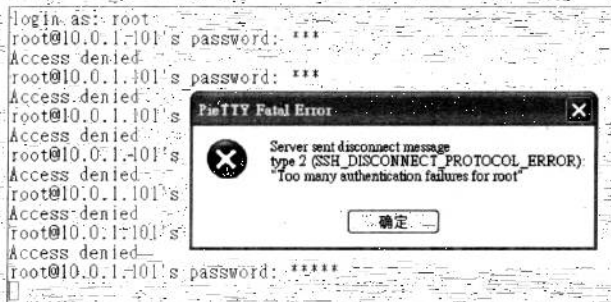 login as: root
root@10.0.1.101's password: ***
Access denied
root@10.0.1.101's password: ***
Access denied
root@10.0.1.101's
Access denied
root@10.0.1.101's
Access denied
root@10.0.1.101's
Access denied
root@10.0.1.101's
Access denied
root@10.0.1.101's password: *****
PieTTY Fatal Error
Server sent disconnect message
type 2 (SSH_DISCONNECT_PROTOCOL_ERROR):
"Too many authentication failures for root"
确定